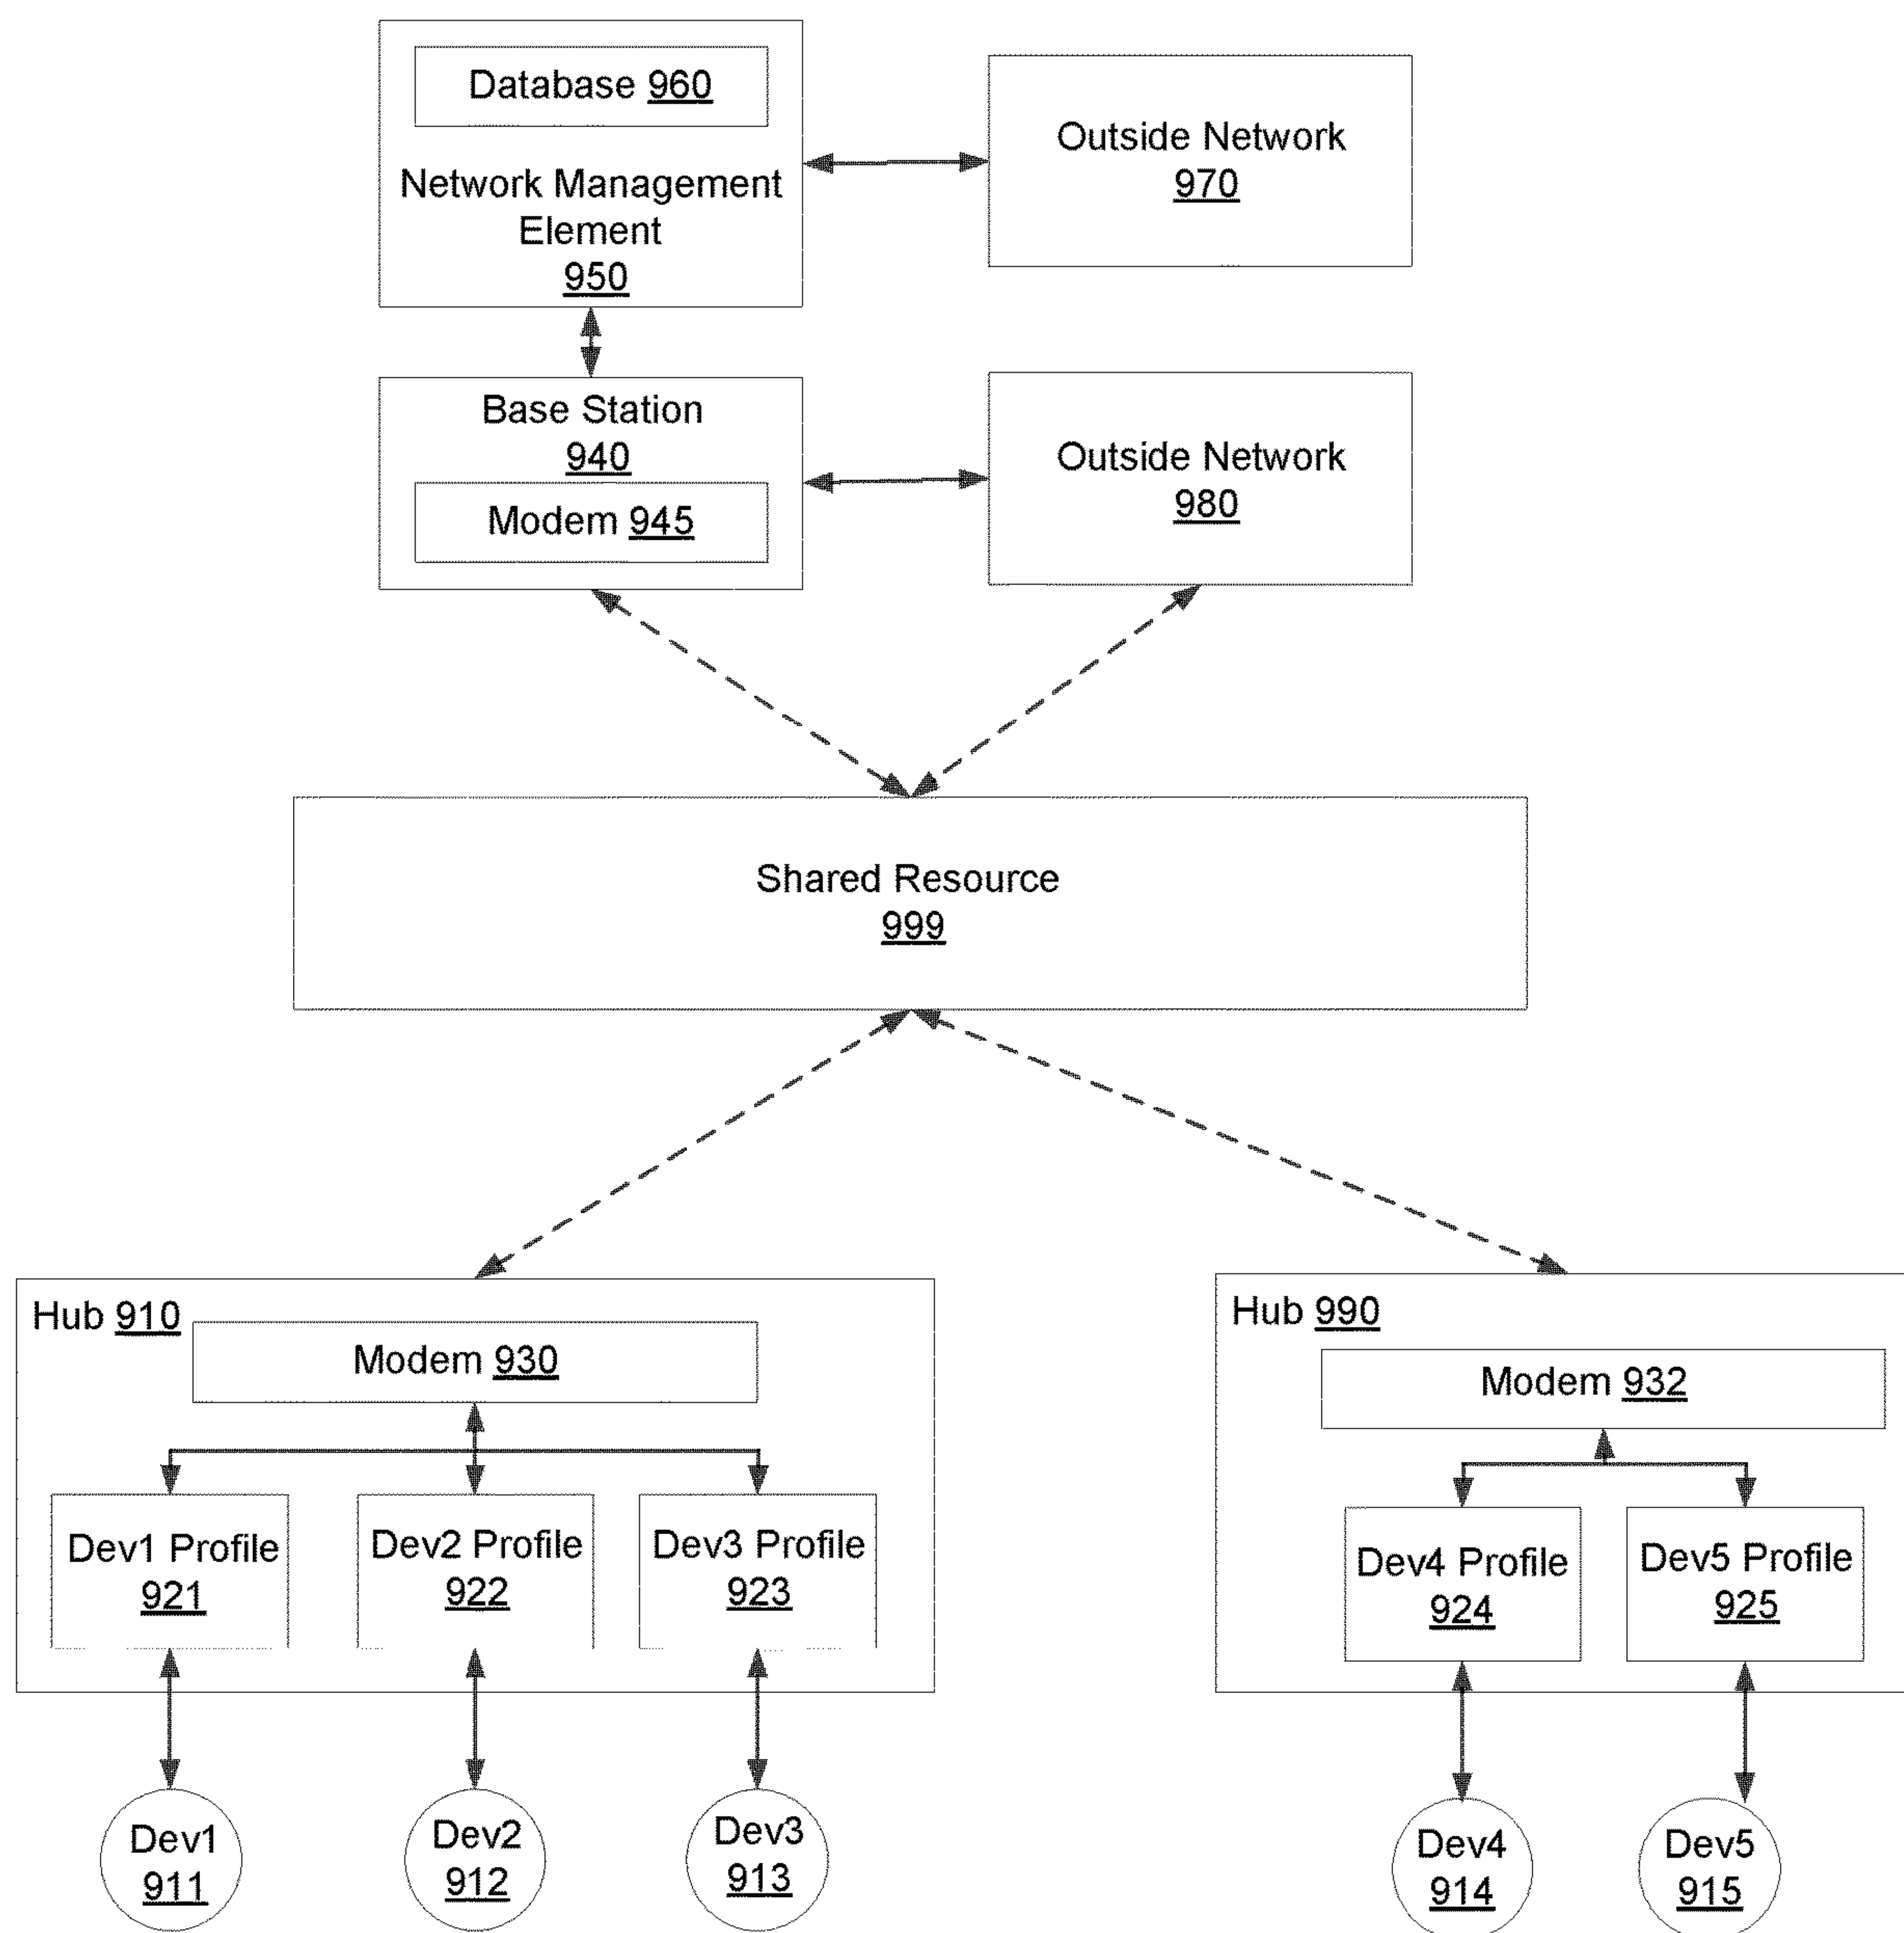 Database 960
Network Management
Element
950
Outside Network
970
Base Station
940
Modem 945
Outside Network
980
Shared Resource
999
Hub 910
Modem 930
Dev1 Profile
921
Dev2 Profile
922
Dev3 Profile
923
Dev1
911
Dev2
912
Dev3
913
Hub 990
Modem 932
Dev4 Profile
924
Dev5 Profile
925
Dev4
914
Dev5
915